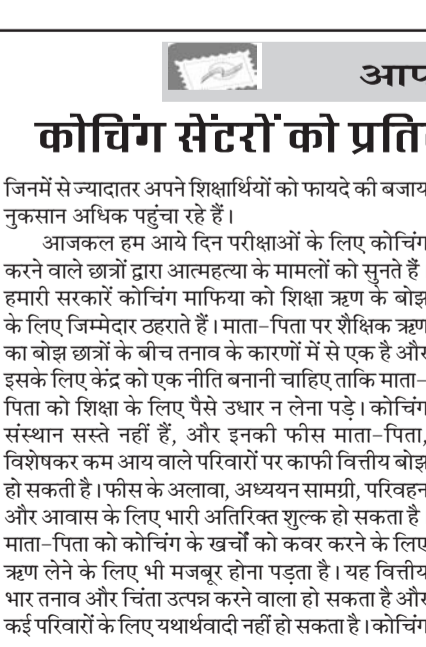 आप
कोचिंग सेंटरों को प्रति
जिनमें से ज्यादातर अपने शिक्षार्थियों को फायदे की बजाय
नुकसान अधिक पहुंचा रहे हैं।
आजकल हम आये दिन परीक्षाओं के लिए कोचिंग
करने वाले छात्रों द्वारा आत्महत्या के मामलों को सुनते हैं
हमारी सरकारें कोचिंग माफिया को शिक्षा ऋण के बोझ
के लिए जिम्मेदार ठहराते हैं। माता-पिता पर शैक्षिक ऋण
का बोझ छात्रों के बीच तनाव के कारणों में से एक है और
इसके लिए केंद्र को एक नीति बनानी चाहिए ताकि माता-
पिता को शिक्षा के लिए पैसे उधार न लेना पड़े। कोचिंग
संस्थान सस्ते नहीं हैं, और इनकी फीस माता-पिता,
विशेषकर कम आय वाले परिवारों पर काफी वित्तीय बोझ
हो सकती है। फीस के अलावा, अध्ययन सामग्री, परिवहन
और आवास के लिए भारी अतिरिक्त शुल्क हो सकता है
माता-पिता को कोचिंग के खर्चों को कवर करने के लिए
ऋण लेने के लिए भी मजबूर होना पड़ता है। यह वित्तीय
भार तनाव और चिंता उत्पन्न करने वाला हो सकता है और
कई परिवारों के लिए यथार्थवादी नहीं हो सकता है। कोचिंग